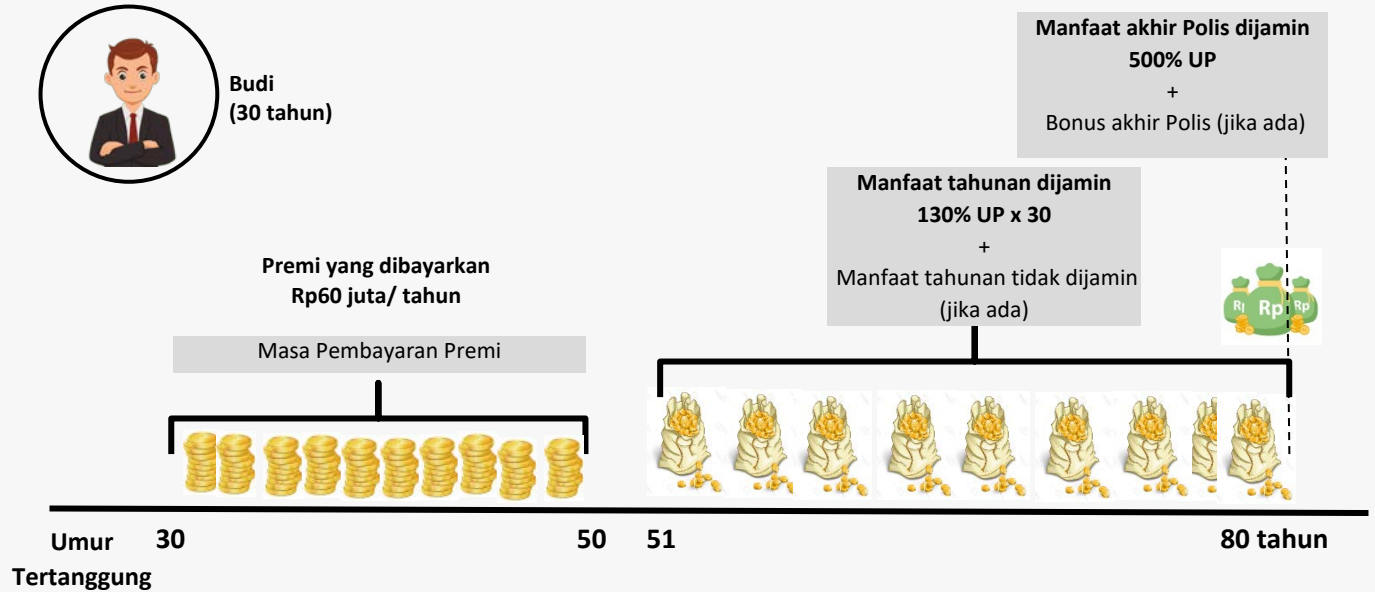 Manfaat akhir Polis dijamin
500% UP
+
Bonus akhir Polis (jika ada)
Budi
(30 tahun)
Manfaat tahunan dijamin
130% UP x 30
+
Manfaat tahunan tidak dijamin
(jika ada)
Premi yang dibayarkan
Rp60 juta/ tahun
Masa Pembayaran Premi
Rp Rp
Umur 30 50 51 80 tahun
Tertanggung